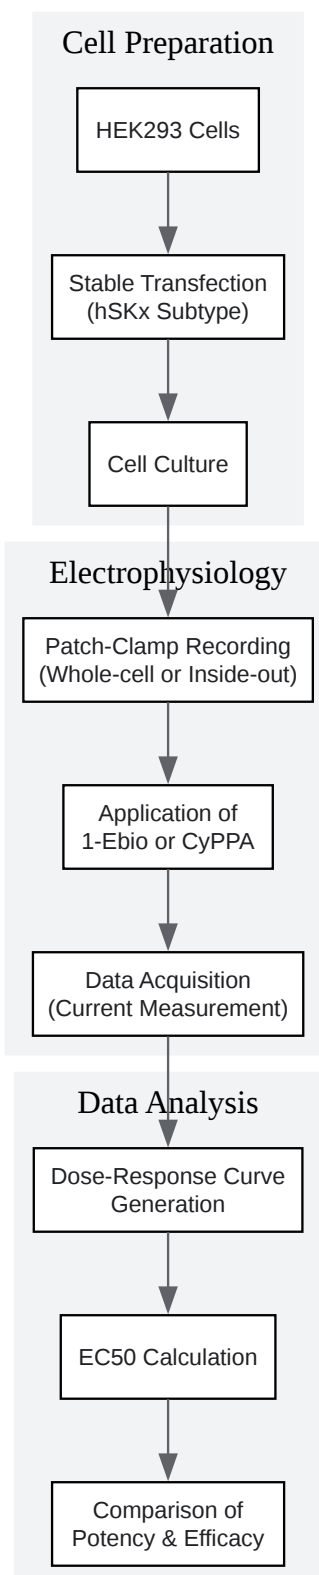 Cell Preparation
HEK293 Cells
Stable Transfection
(hSKx Subtype)
Cell Culture
Electrophysiology
Patch-Clamp Recording
(Whole-cell or Inside-out)
Application of
1-Ebio or CyPPA
Data Acquisition
(Current Measurement)
Data Analysis
Dose-Response Curve
Generation
EC50 Calculation
Comparison of
Potency & Efficacy